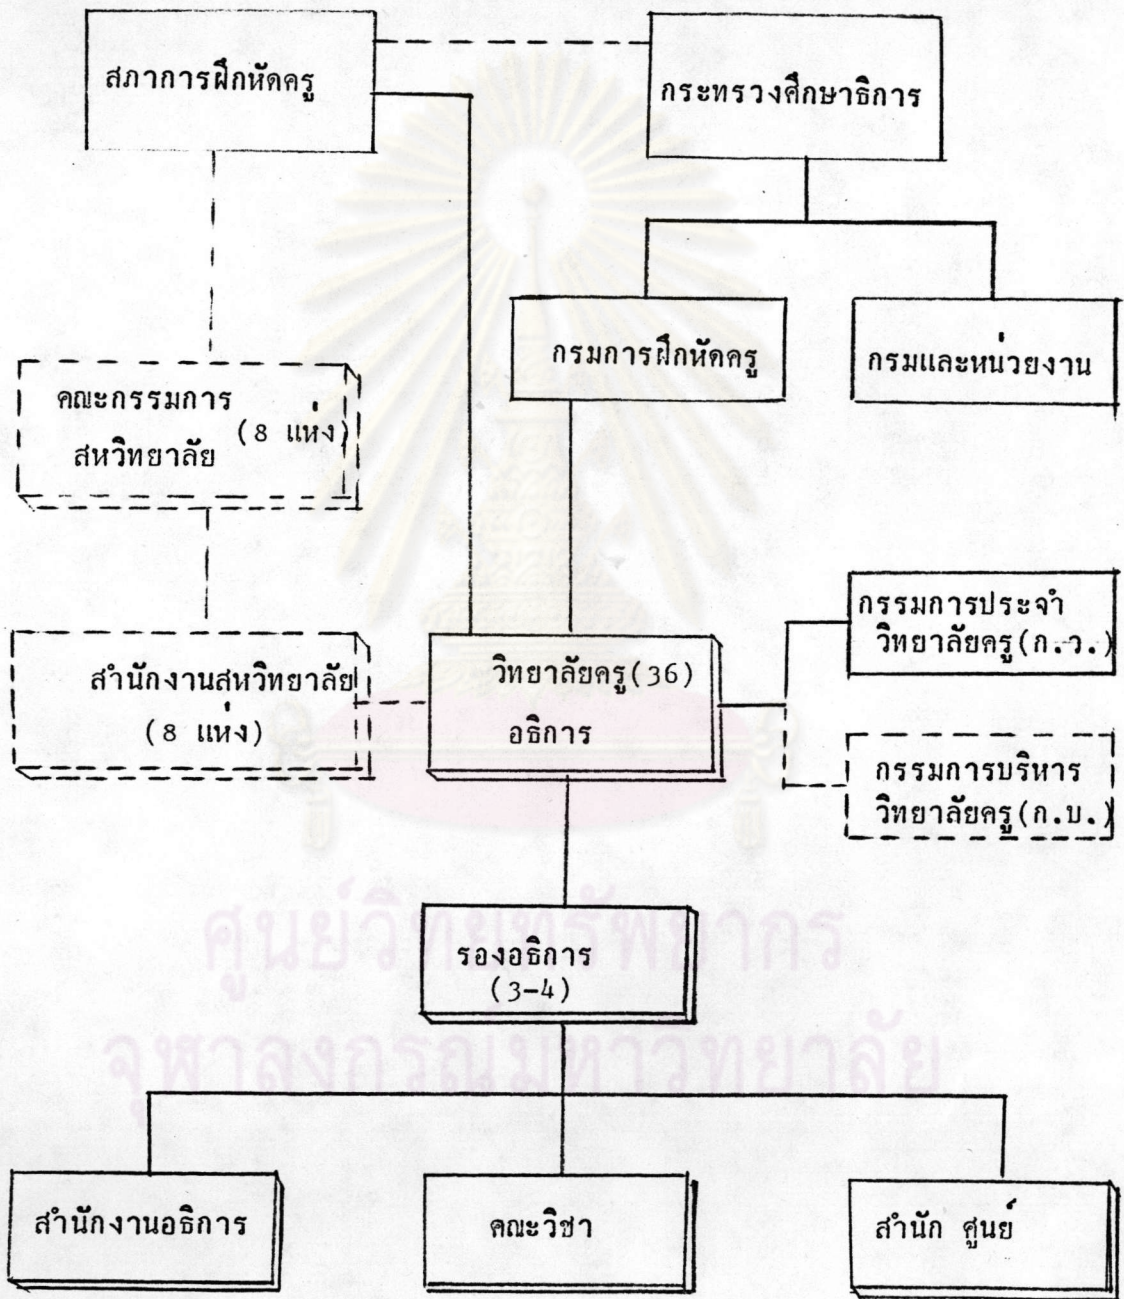 สภาการฝึกหัดครู
กระทรวงศึกษาธิการ
กรมการฝึกหัดครู
กรมและหน่วยงาน
คณะกรรมการ
(8 แห่ง)
สหวิทยาลัย
กรรมการประจำ
วิทยาลัยครู(ก.ว.)
สำนักงานสหวิทยาลัย
(8 แห่ง)
วิทยาลัยครู(36)
อธิการ
กรรมการบริหาร
วิทยาลัยครู(ก.บ.)
รองอธิการ
(3-4)
ศูนย์วิทยทรัพยากร
จุฬาลงกรณ์มหาวิทยาลัย
สำนักงานอธิการ
คณะวิชา
สำนัก ศูนย์